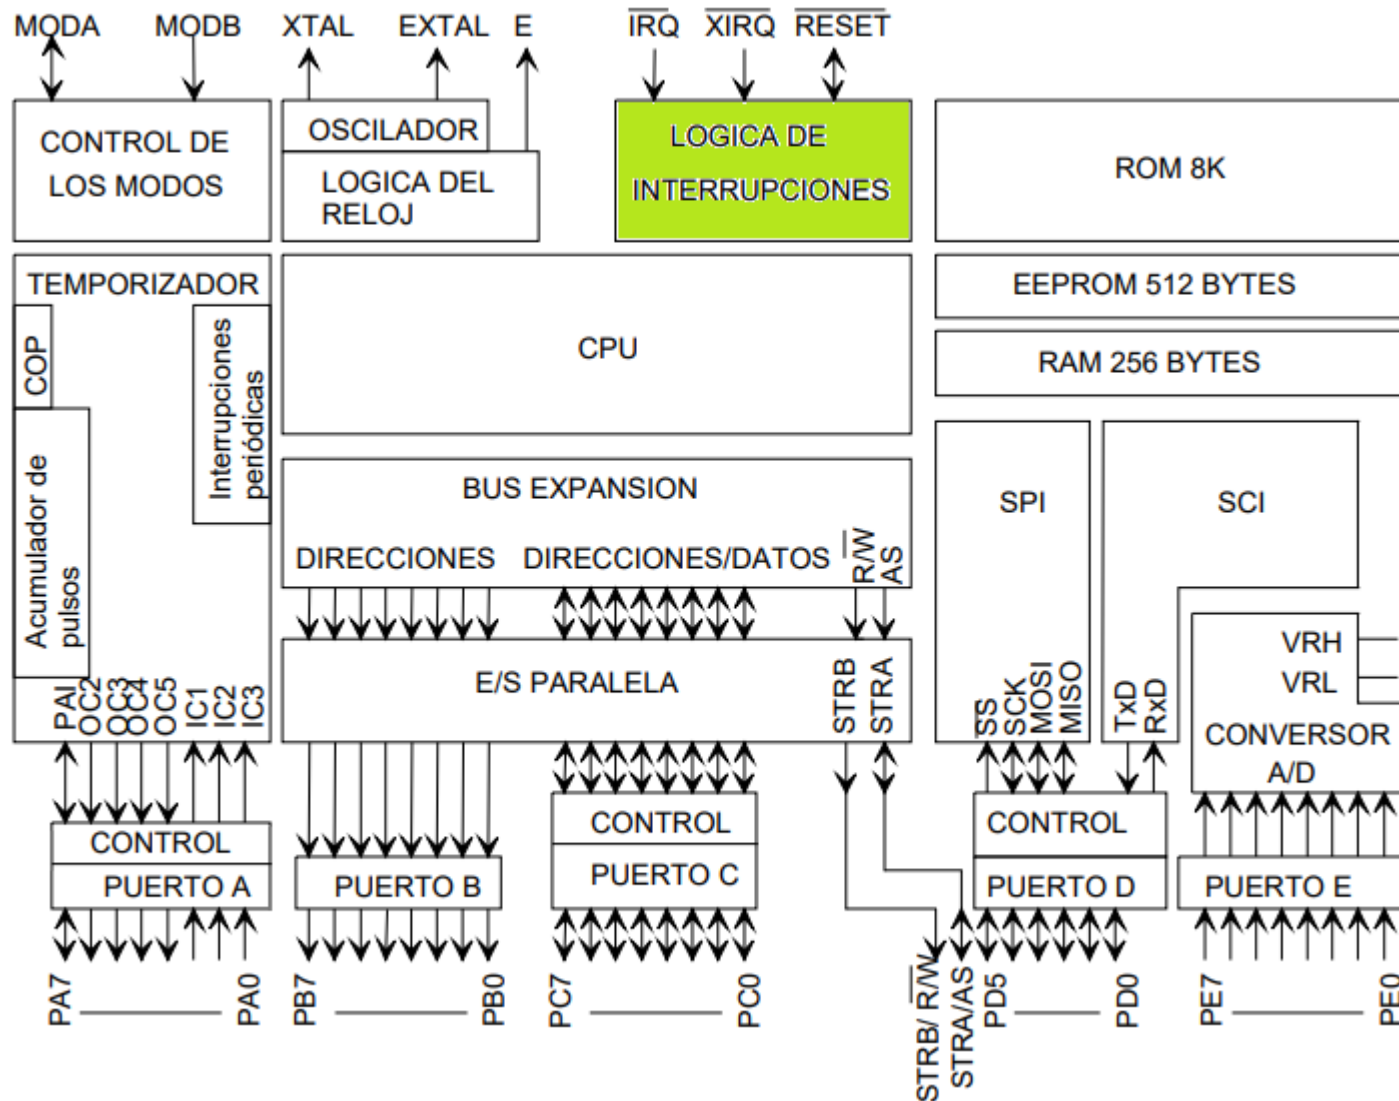 MODA MODB XTAL EXTAL E IRQ XIRQ RESET
CONTROL DE
LOS MODOS
OSCILADOR
LOGICA DEL
RELOJ
LOGICA DE
INTERRUPCIONES
ROM 8K
TEMPORIZADOR
COP
Interrupciones
periódicas
Acumulador de
pulsos
CPU
EEPROM 512 BYTES
RAM 256 BYTES
BUS EXPANSION
DIRECCIONES DIRECCIONES/DATOS R/W AS
SPI
SCI
E/S PARALELA
STRB STRA
PAI OC2 OC3 OC4 OC5 IC1 IC2 IC3
SS SCK MOSI MISO
TxD RxD
VRH
VRL
CONVERSOR
A/D
CONTROL
PUERTO A
PUERTO B
CONTROL
PUERTO C
CONTROL
PUERTO D
PUERTO E
PA7 PA0
PB7 PB0
PC7 PC0
STRB/ R/W
STRA/AS
PD5 PD0
PE7 PE0